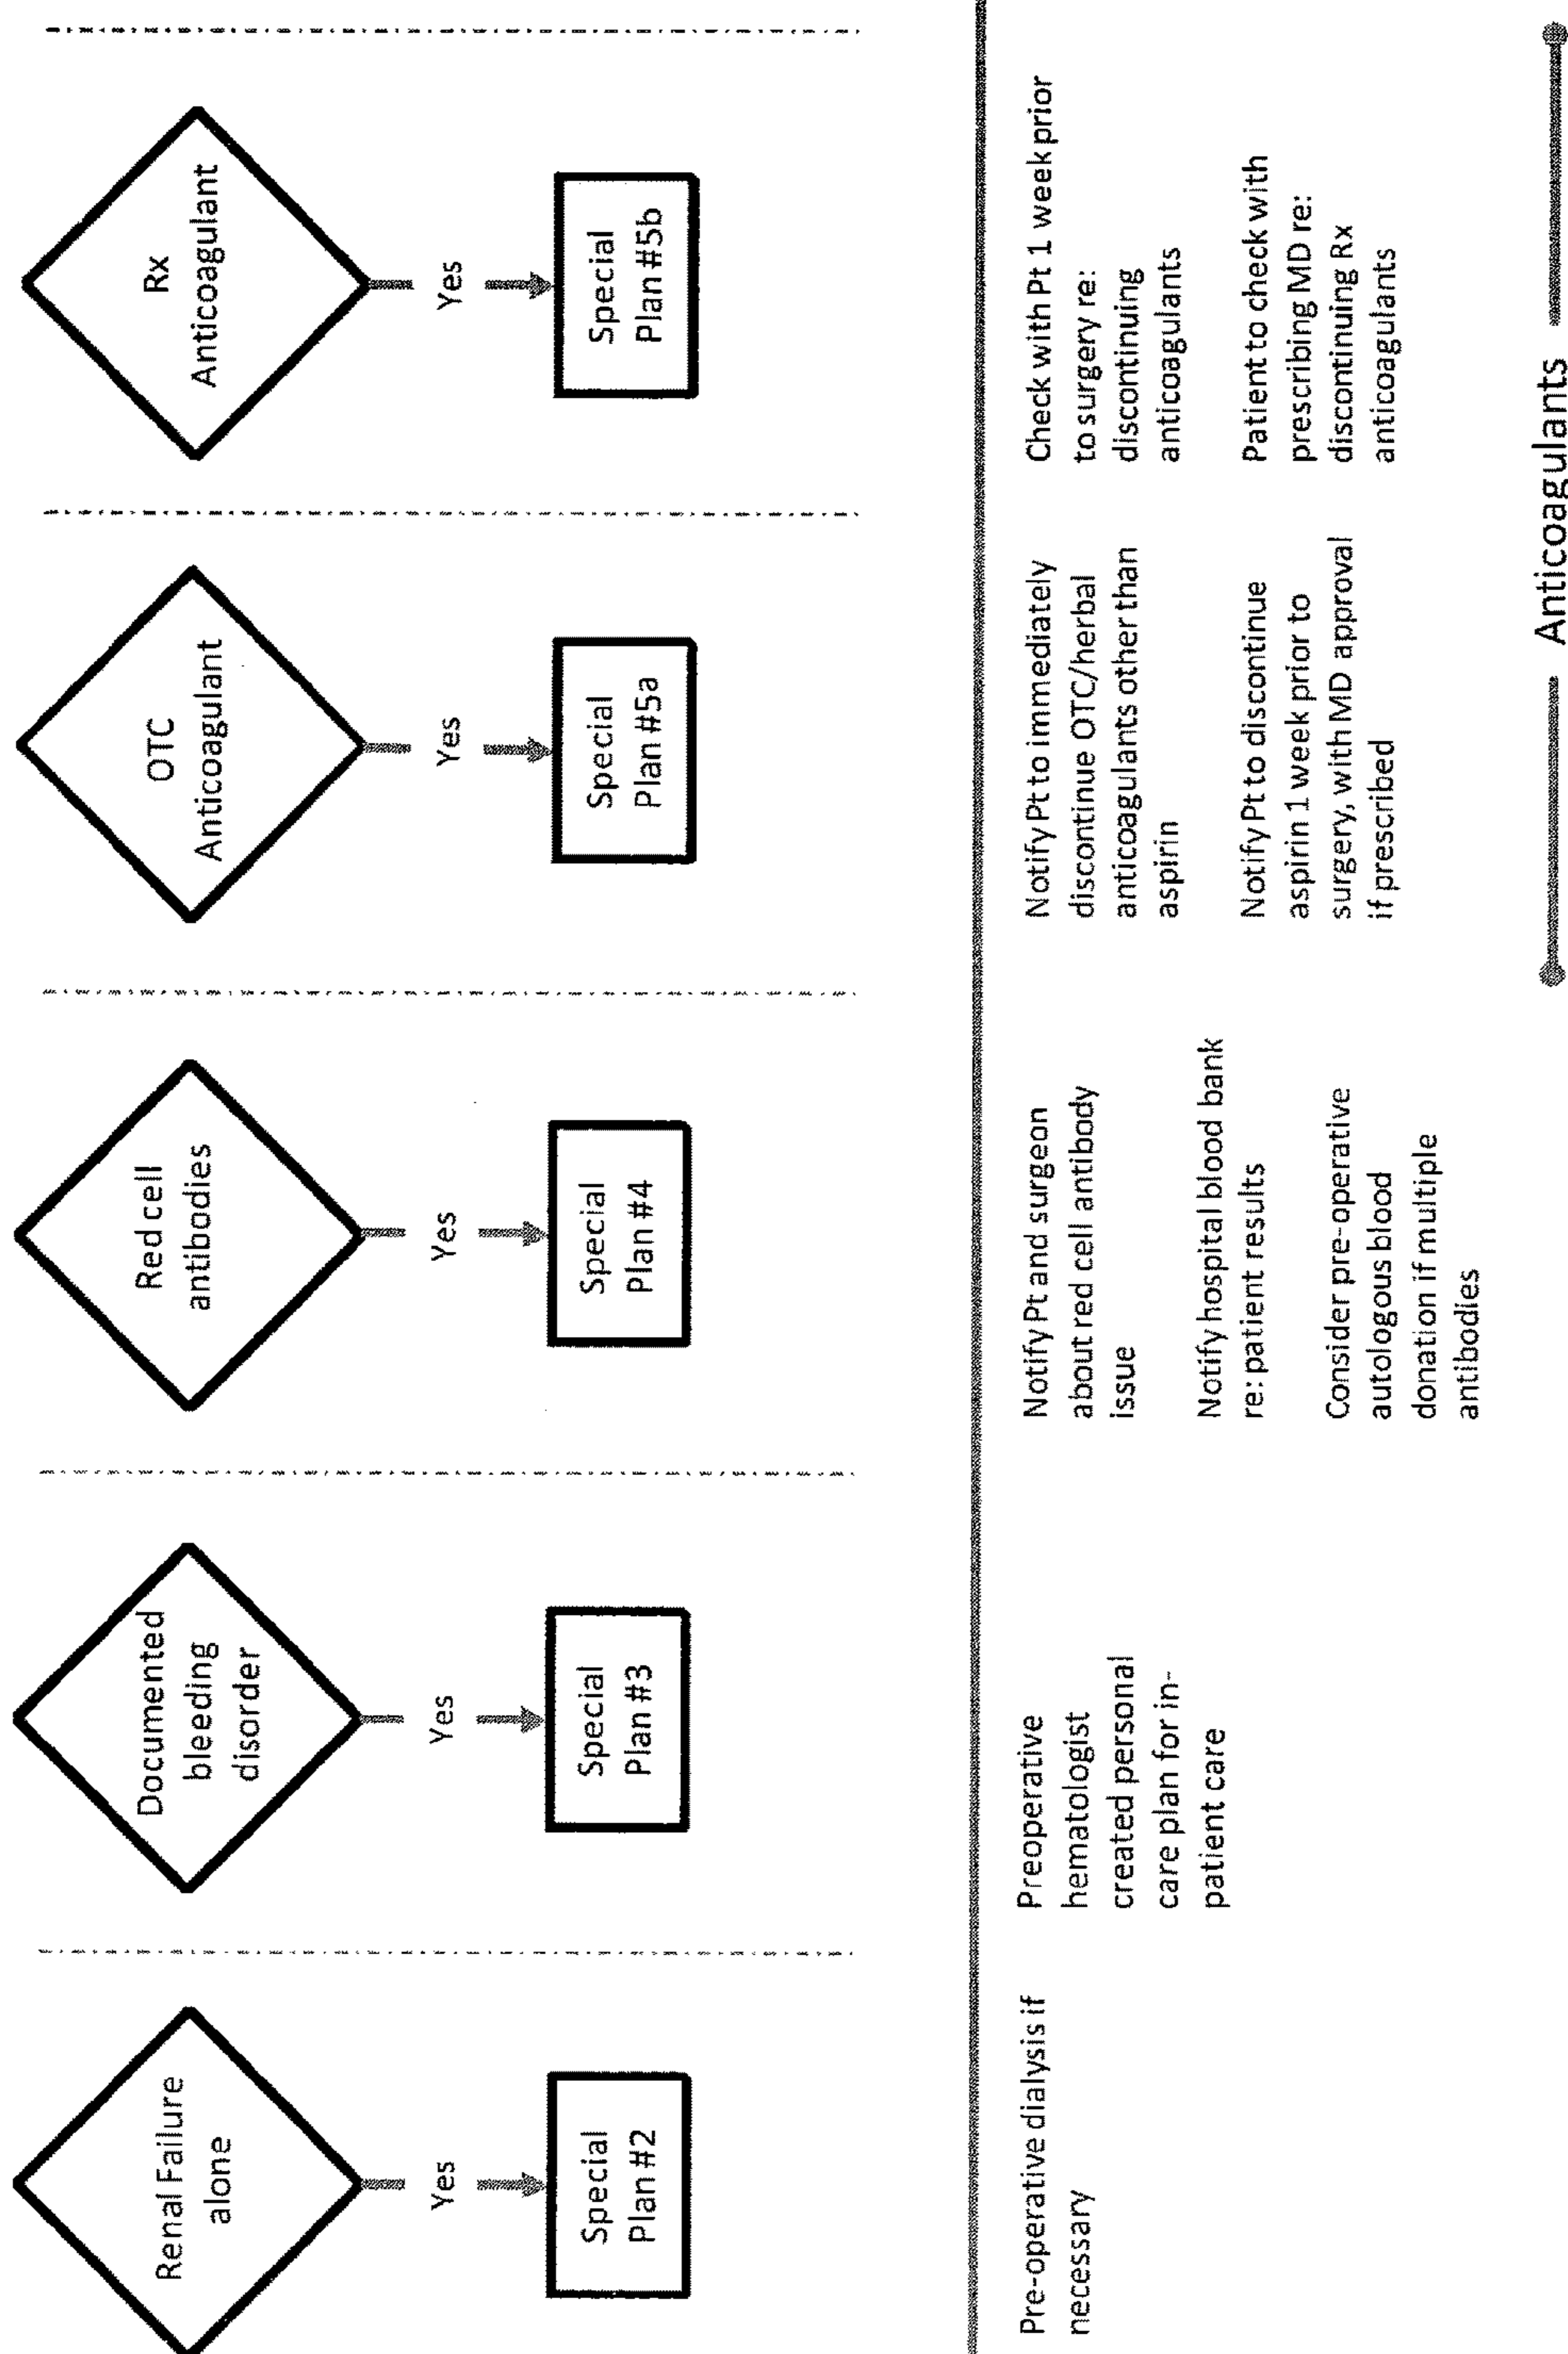 Renal Failure
alone
Yes
Special
Plan #2
Pre-operative dialysis if
necessary
Documented
bleeding
disorder
Yes
Special
Plan #3
Preoperative
hematologist
created personal
care plan for in-
patient care
Red cell
antibodies
Yes
Special
Plan #4
Notify Pt and surgeon
about red cell antibody
issue
Notify hospital blood bank
re: patient results
Consider pre-operative
autologous blood
donation if multiple
antibodies
OTC
Anticoagulant
Yes
Special
Plan #5a
Notify Pt to immediately
discontinue OTC/herbal
anticoagulants other than
aspirin
Notify Pt to discontinue
aspirin 1 week prior to
surgery, with MD approval
if prescribed
Rx
Anticoagulant
Yes
Special
Plan #5b
Check with Pt 1 week prior
to surgery re:
discontinuing
anticoagulants
Patient to check with
prescribing MD re:
discontinuing Rx
anticoagulants
Anticoagulants